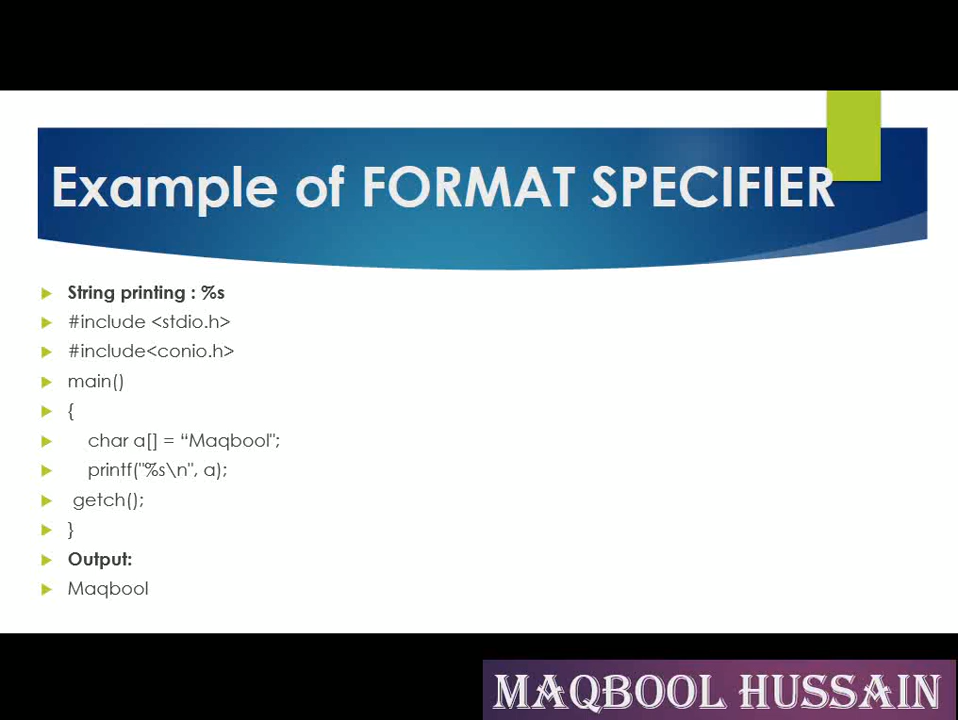 Example of FORMAT SPECIFIER
String printing : %s
#include <stdio.h>
#include<conio.h>
main()
{
char a[] = “Maqbool";
printf("%s\n", a);
getch();
}
Output:
Maqbool
MAQBOOL HUSSAIN